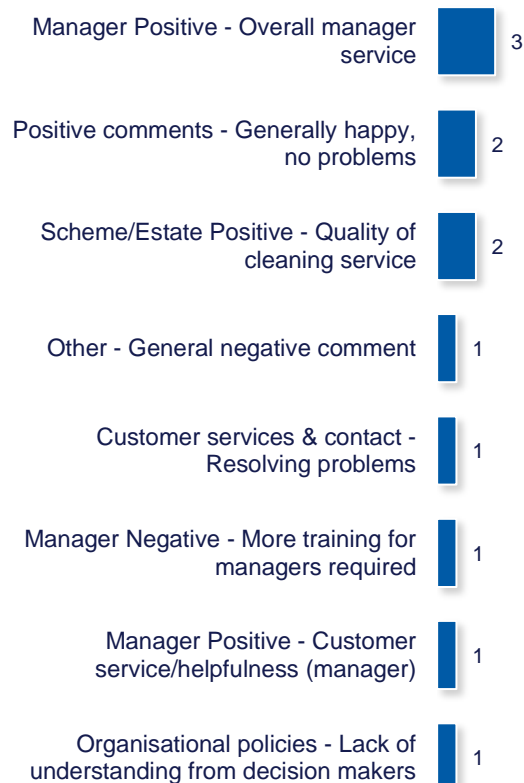 Manager Positive - Overall manager
service
3
Positive comments - Generally happy,
no problems
2
Scheme/Estate Positive - Quality of
cleaning service
2
Other - General negative comment
1
Customer services & contact -
Resolving problems
1
Manager Negative - More training for
managers required
1
Manager Positive - Customer
service/helpfulness (manager)
1
Organisational policies - Lack of
understanding from decision makers
1